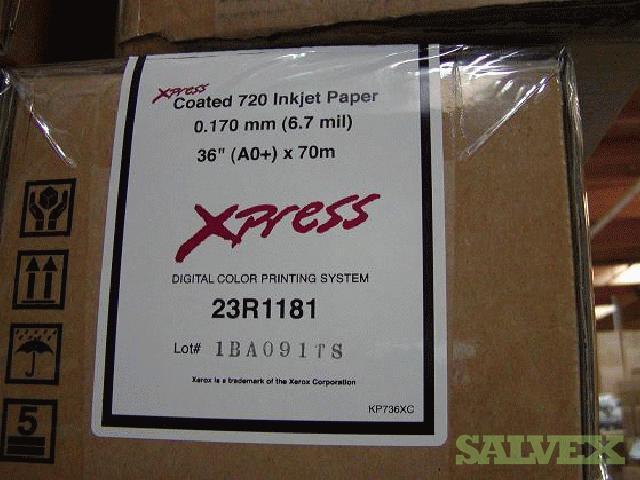 Xpress
Coated 720 Inkjet Paper
0.170 mm (6.7 mil)
36" (A0+) x 70m
Xpress
DIGITAL COLOR PRINTING SYSTEM
23R1181
Lot# 1BA091TS
Xerox is a trademark of the Xerox Corporation
KP736XC
5
SALVEX